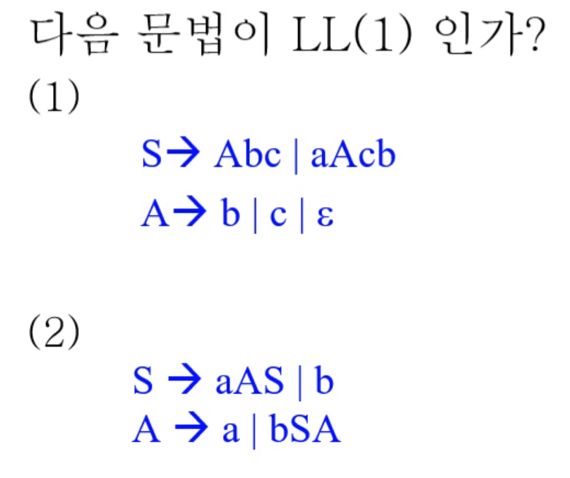 다음 문법이 LL(1) 인가?
(1)
S→ Abc | aAcb
A→ b | c | ε
(2)
S → aAS | b
A → a | bSA